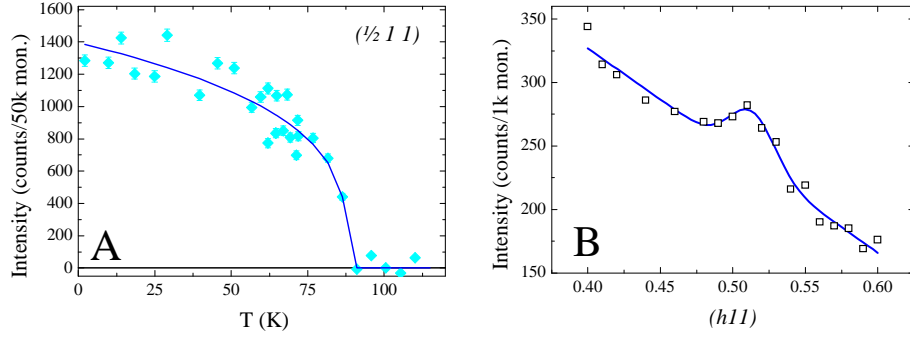 1600
1400
1200
1000
800
600
400
200
0
Intensity (counts/50k mon.)
(½ 1 1)
A
0 25 50 75 100
T (K)
350
300
250
200
150
Intensity (counts/1k mon.)
B
0.40 0.45 0.50 0.55 0.60
(h11)